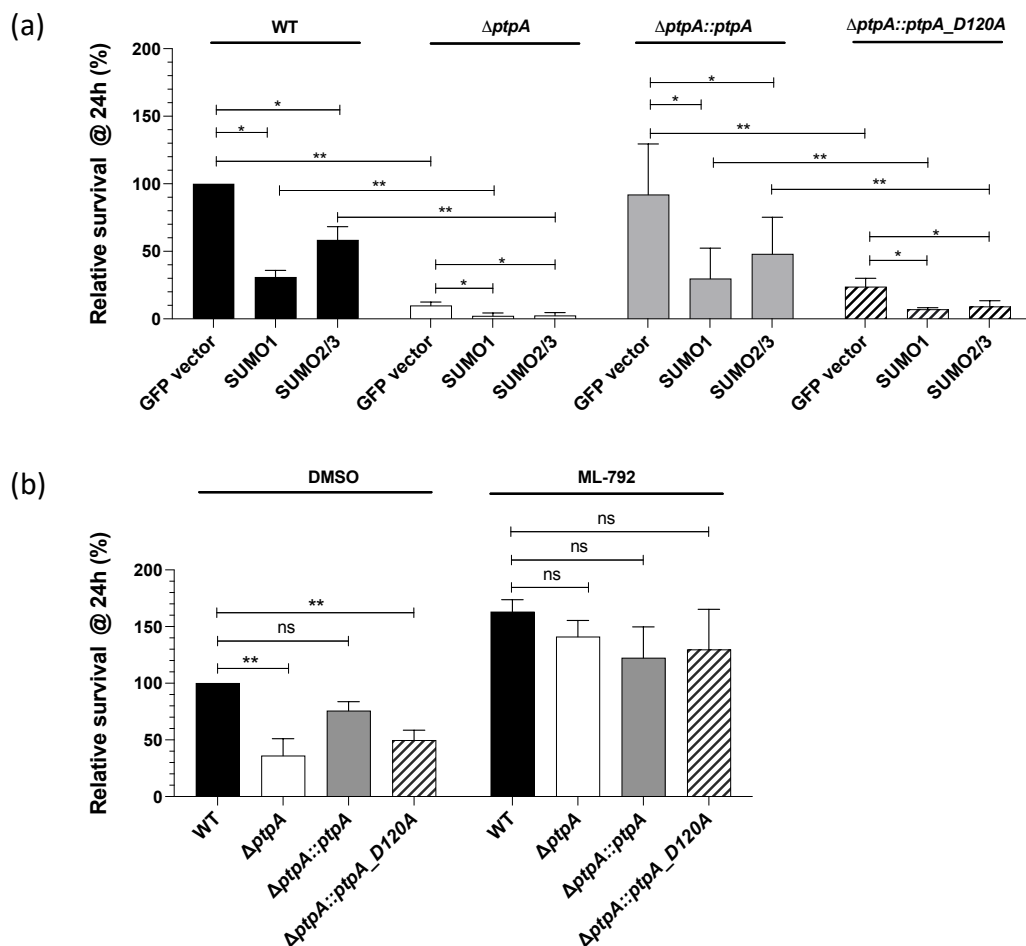 (a)
WT ΔptpA ΔptpA::ptpA ΔptpA::ptpA_D120A
Relative survival @ 24h (%)
200
150
100
50
0
* * ** ** ** * *
* * ** ** ** * *
GFP vector SUMO1 SUMO2/3 GFP vector SUMO1 SUMO2/3 GFP vector SUMO1 SUMO2/3 GFP vector SUMO1 SUMO2/3
(b)
DMSO ML-792
Relative survival @ 24h (%)
200
150
100
50
0
** ns **
ns ns ns
WT ΔptpA ΔptpA::ptpA ΔptpA::ptpA_D120A WT ΔptpA ΔptpA::ptpA ΔptpA::ptpA_D120A